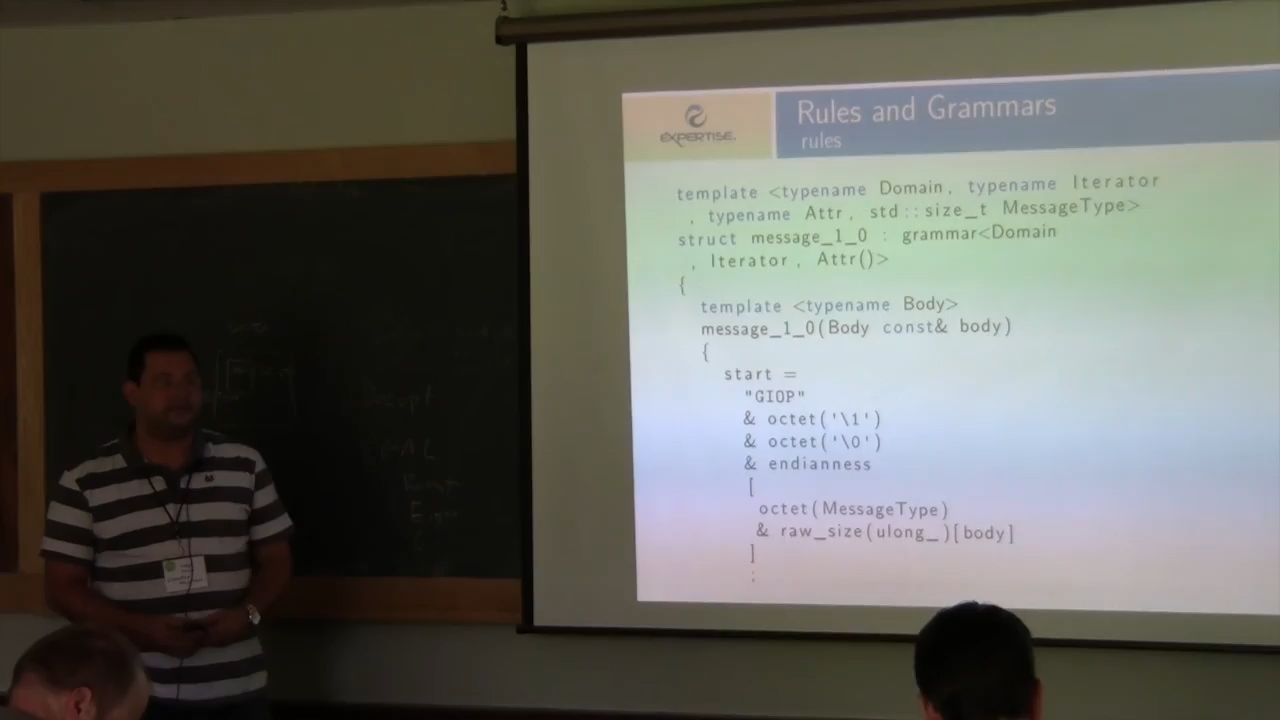 EXPERTISE.
Rules and Grammars
rules
template <typename Domain, typename Iterator
, typename Attr, std::size_t MessageType>
struct message_1_0 : grammar<Domain
, Iterator, Attr()>
{
template <typename Body>
message_1_0(Body const& body)
{
start =
"GIOP"
& octet('\1')
& octet('\0')
& endianness
[
octet(MessageType)
& raw_size(ulong_)[body]
]
;